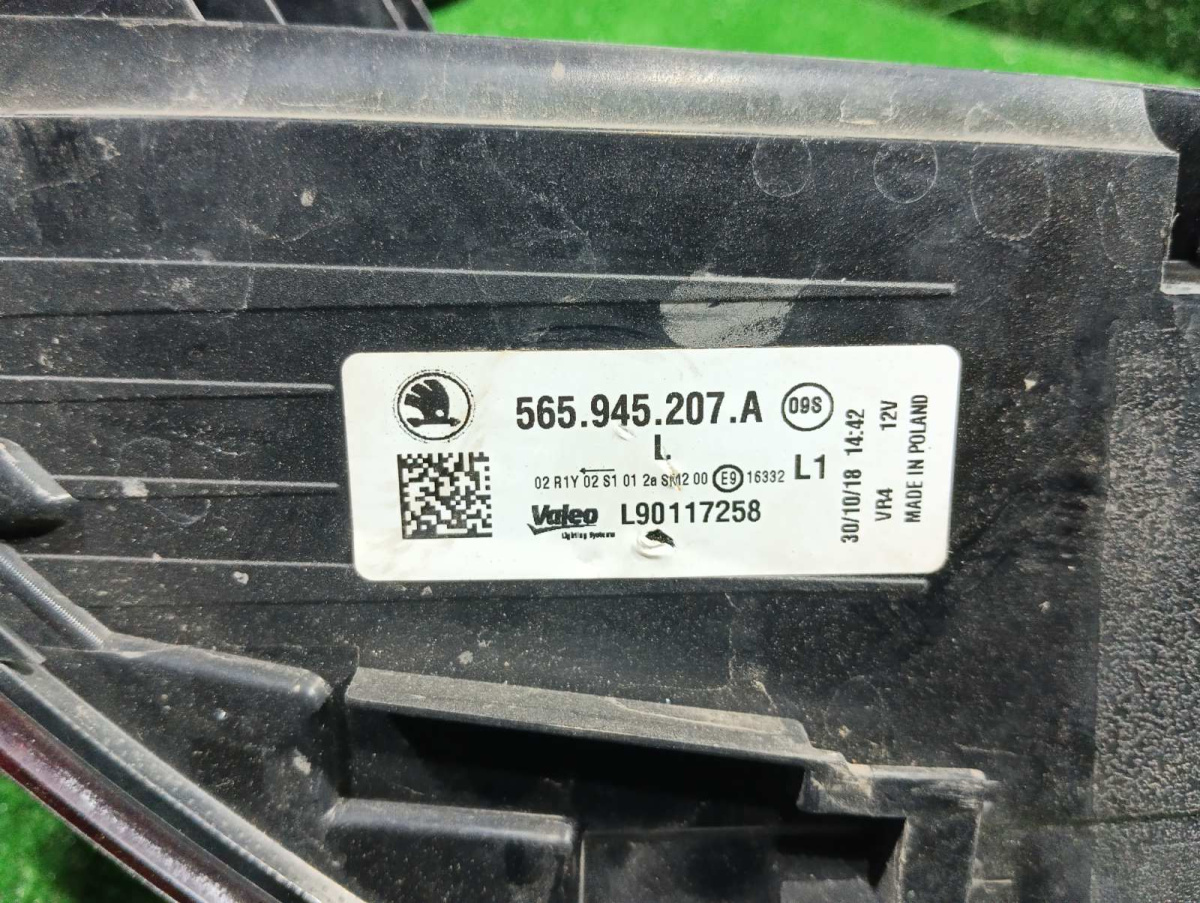 565.945.207.A 09S
L
02 R1Y 02 S1 01 2a SM2 00 E9 16332 L1
Valeo L90117258
Lighting Systems
30/10/18 14:42
VR4 12V
MADE IN POLAND